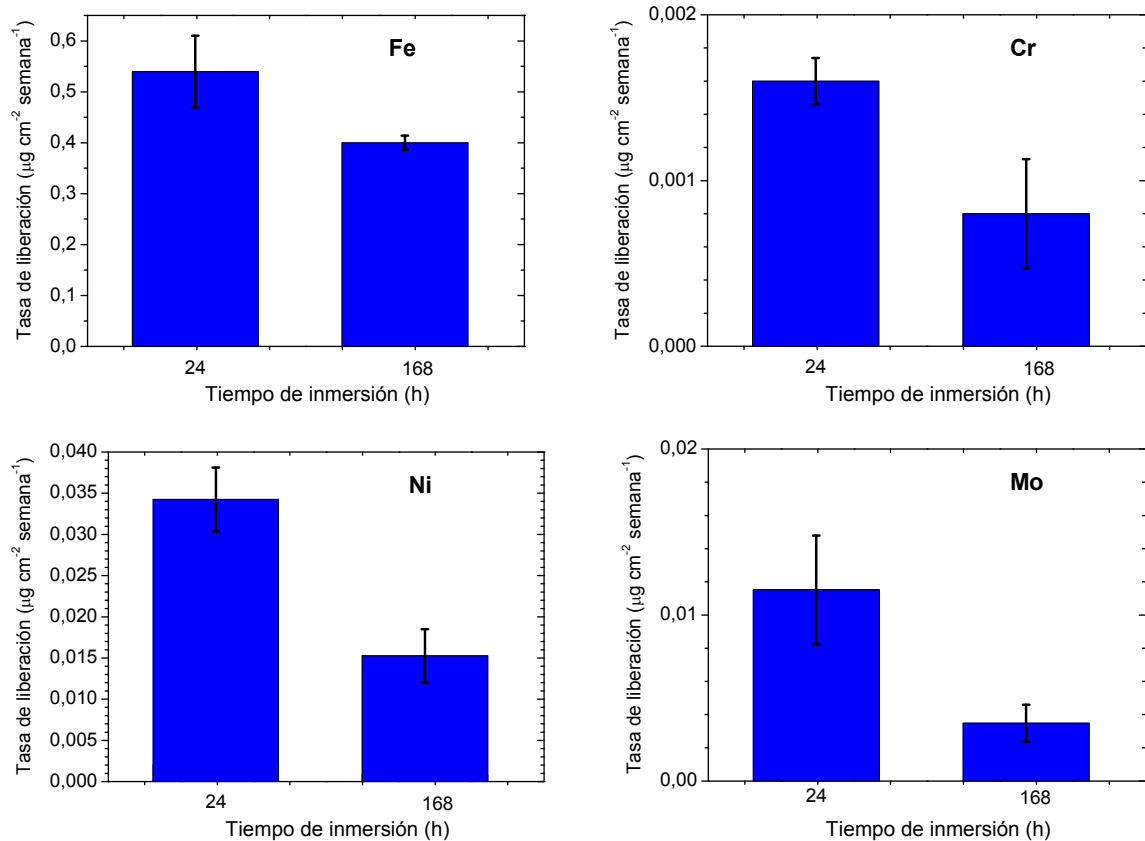 Tasa de liberación (μg cm⁻² semana⁻¹)
0,6
0,5
0,4
0,3
0,2
0,1
0,0
Fe
24
168
Tiempo de inmersión (h)
Tasa de liberación (μg cm⁻² semana⁻¹)
0,002
0,001
0,000
Cr
24
168
Tiempo de inmersión (h)
Tasa de liberación (μg cm⁻² semana⁻¹)
0,040
0,035
0,030
0,025
0,020
0,015
0,010
0,005
0,000
Ni
24
168
Tiempo de inmersión (h)
Tasa de liberación (μg cm⁻² semana⁻¹)
0,02
0,01
0,00
Mo
24
168
Tiempo de inmersión (h)